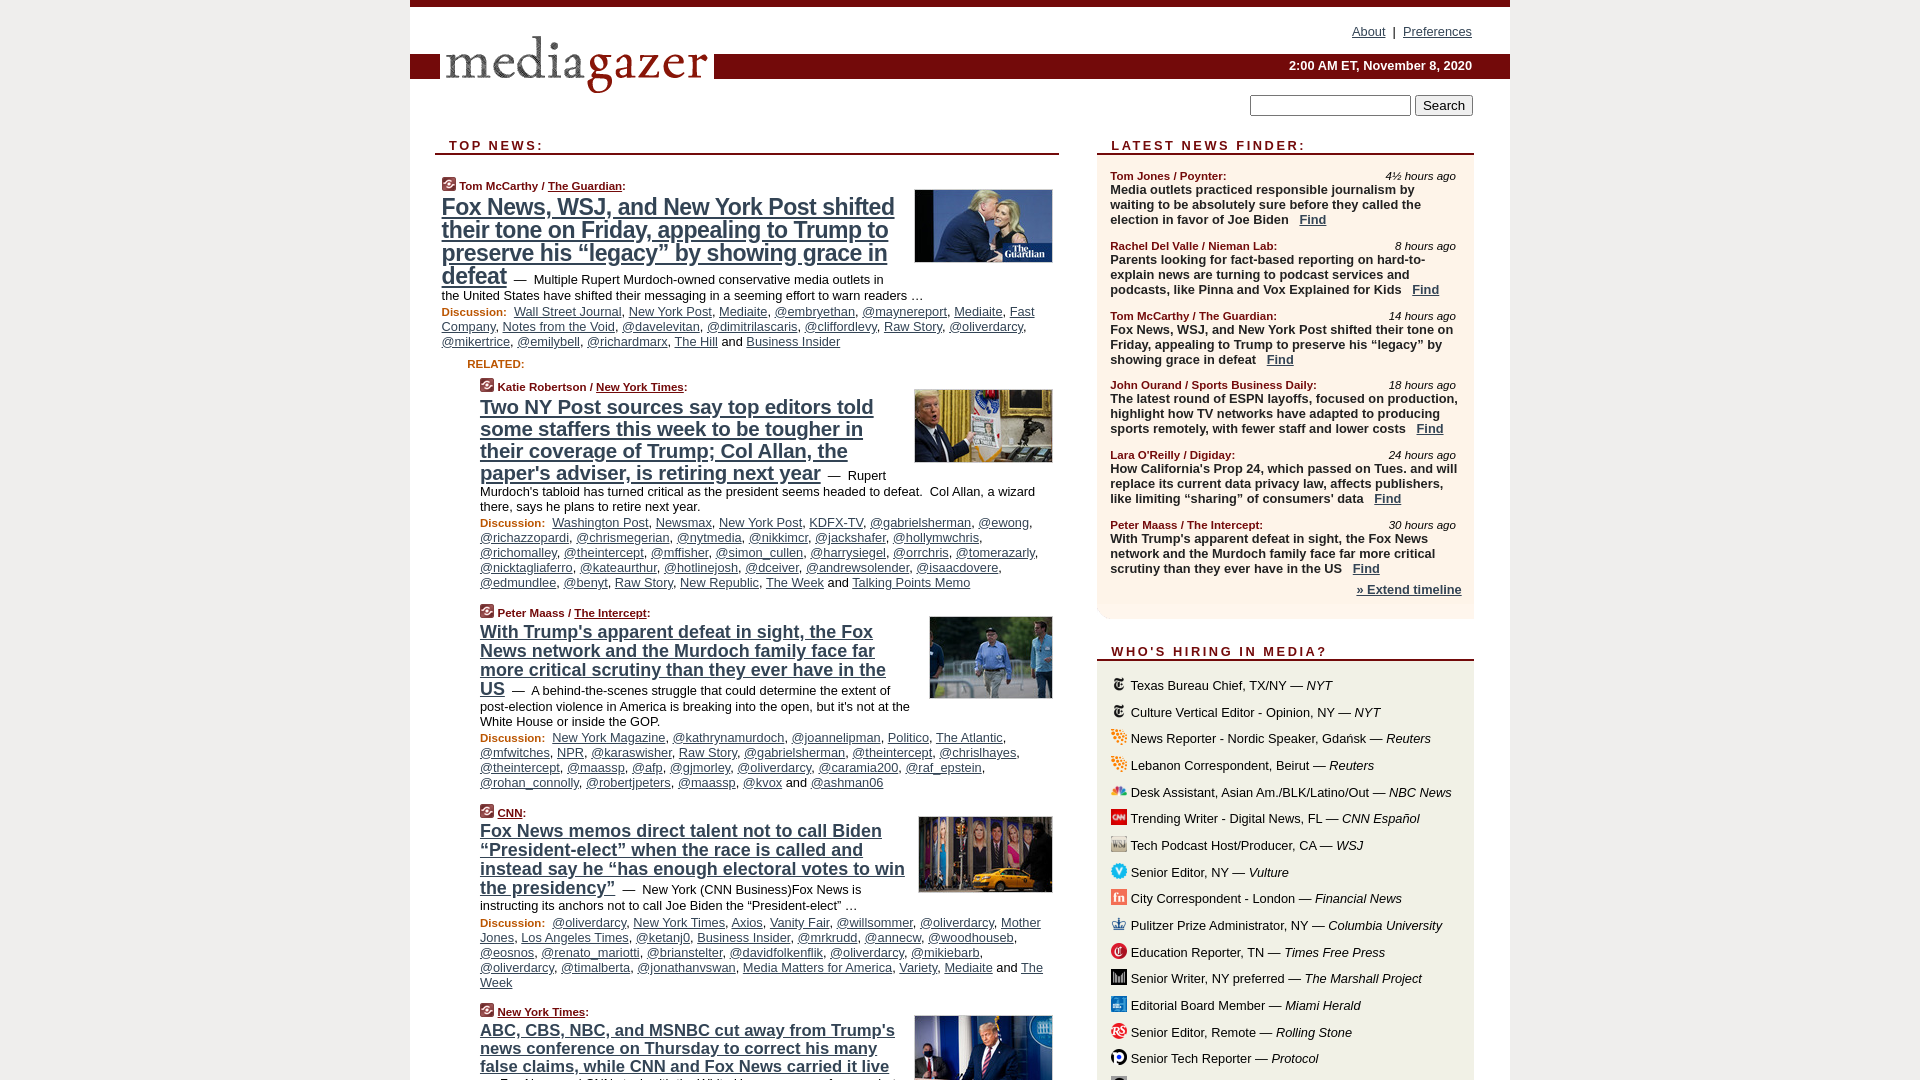 About | Preferences
mediagazer
2:00 AM ET, November 8, 2020
Search
TOP NEWS:
Tom McCarthy / The Guardian:
Fox News, WSJ, and New York Post shifted
their tone on Friday, appealing to Trump to
preserve his “legacy” by showing grace in
defeat — Multiple Rupert Murdoch-owned conservative media outlets in
the United States have shifted their messaging in a seeming effort to warn readers …
The Guardian
Discussion: Wall Street Journal, New York Post, Mediaite, @embryethan, @maynereport, Mediaite, Fast
Company, Notes from the Void, @davelevitan, @dimitrilascaris, @cliffordlevy, Raw Story, @oliverdarcy,
@mikertrice, @emilybell, @richardmarx, The Hill and Business Insider
RELATED:
Katie Robertson / New York Times:
Two NY Post sources say top editors told
some staffers this week to be tougher in
their coverage of Trump; Col Allan, the
paper's adviser, is retiring next year — Rupert
Murdoch's tabloid has turned critical as the president seems headed to defeat. Col Allan, a wizard
there, says he plans to retire next year.
Discussion: Washington Post, Newsmax, New York Post, KDFX-TV, @gabrielsherman, @ewong,
@richazzopardi, @chrismegerian, @nytmedia, @nikkimcr, @jackshafer, @hollymwchris,
@richomalley, @theintercept, @mffisher, @simon_cullen, @harrysiegel, @orrchris, @tomerazarly,
@nicktagliaferro, @kateaurthur, @hotlinejosh, @dceiver, @andrewsolender, @isaacdovere,
@edmundlee, @benyt, Raw Story, New Republic, The Week and Talking Points Memo
Peter Maass / The Intercept:
With Trump's apparent defeat in sight, the Fox
News network and the Murdoch family face far
more critical scrutiny than they ever have in the
US — A behind-the-scenes struggle that could determine the extent of
post-election violence in America is breaking into the open, but it's not at the
White House or inside the GOP.
Discussion: New York Magazine, @kathrynamurdoch, @joannelipman, Politico, The Atlantic,
@mfwitches, NPR, @karaswisher, Raw Story, @gabrielsherman, @theintercept, @chrislhayes,
@theintercept, @maassp, @afp, @gjmorley, @oliverdarcy, @caramia200, @raf_epstein,
@rohan_connolly, @robertjpeters, @maassp, @kvox and @ashman06
CNN:
Fox News memos direct talent not to call Biden
“President-elect” when the race is called and
instead say he “has enough electoral votes to win
the presidency” — New York (CNN Business)Fox News is
instructing its anchors not to call Joe Biden the “President-elect” …
Discussion: @oliverdarcy, New York Times, Axios, Vanity Fair, @willsommer, @oliverdarcy, Mother
Jones, Los Angeles Times, @ketanj0, Business Insider, @mrkrudd, @annecw, @woodhouseb,
@eosnos, @renato_mariotti, @brianstelter, @davidfolkenflik, @oliverdarcy, @mikiebarb,
@oliverdarcy, @timalberta, @jonathanvswan, Media Matters for America, Variety, Mediaite and The
Week
New York Times:
ABC, CBS, NBC, and MSNBC cut away from Trump's
news conference on Thursday to correct his many
false claims, while CNN and Fox News carried it live
LATEST NEWS FINDER:
Tom Jones / Poynter: 4½ hours ago
Media outlets practiced responsible journalism by
waiting to be absolutely sure before they called the
election in favor of Joe Biden Find
Rachel Del Valle / Nieman Lab: 8 hours ago
Parents looking for fact-based reporting on hard-to-
explain news are turning to podcast services and
podcasts, like Pinna and Vox Explained for Kids Find
Tom McCarthy / The Guardian: 14 hours ago
Fox News, WSJ, and New York Post shifted their tone on
Friday, appealing to Trump to preserve his “legacy” by
showing grace in defeat Find
John Ourand / Sports Business Daily: 18 hours ago
The latest round of ESPN layoffs, focused on production,
highlight how TV networks have adapted to producing
sports remotely, with fewer staff and lower costs Find
Lara O'Reilly / Digiday: 24 hours ago
How California's Prop 24, which passed on Tues. and will
replace its current data privacy law, affects publishers,
like limiting “sharing” of consumers' data Find
Peter Maass / The Intercept: 30 hours ago
With Trump's apparent defeat in sight, the Fox News
network and the Murdoch family face far more critical
scrutiny than they ever have in the US Find
» Extend timeline
WHO'S HIRING IN MEDIA?
Texas Bureau Chief, TX/NY — NYT
Culture Vertical Editor - Opinion, NY — NYT
News Reporter - Nordic Speaker, Gdańsk — Reuters
Lebanon Correspondent, Beirut — Reuters
Desk Assistant, Asian Am./BLK/Latino/Out — NBC News
Trending Writer - Digital News, FL — CNN Español
Tech Podcast Host/Producer, CA — WSJ
Senior Editor, NY — Vulture
City Correspondent - London — Financial News
Pulitzer Prize Administrator, NY — Columbia University
Education Reporter, TN — Times Free Press
Senior Writer, NY preferred — The Marshall Project
Editorial Board Member — Miami Herald
Senior Editor, Remote — Rolling Stone
Senior Tech Reporter — Protocol